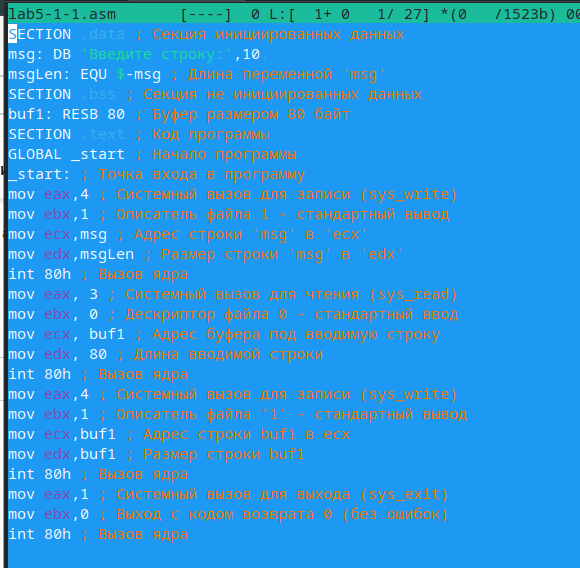 lab5-1-1.asm [----] 0 L:[ 1+ 0 1/ 27] *(0 /1523b) 00
SECTION .data ; Секция инициированных данных
msg: DB 'Введите строку:',10
msgLen: EQU $-msg ; Длина переменной 'msg'
SECTION .bss ; Секция не инициированных данных
buf1: RESB 80 ; Буфер размером 80 байт
SECTION .text ; Код программы
GLOBAL _start ; Начало программы
_start: ; Точка входа в программу
mov eax,4 ; Системный вызов для записи (sys_write)
mov ebx,1 ; Описатель файла 1 - стандартный вывод
mov ecx,msg ; Адрес строки 'msg' в 'ecx'
mov edx,msgLen ; Размер строки 'msg' в 'edx'
int 80h ; Вызов ядра
mov eax, 3 ; Системный вызов для чтения (sys_read)
mov ebx, 0 ; Дескриптор файла 0 - стандартный ввод
mov ecx, buf1 ; Адрес буфера под вводимую строку
mov edx, 80 ; Длина вводимой строки
int 80h ; Вызов ядра
mov eax,4 ; Системный вызов для записи (sys_write)
mov ebx,1 ; Описатель файла '1' - стандартный вывод
mov ecx,buf1 ; Адрес строки buf1 в ecx
mov edx,buf1 ; Размер строки buf1
int 80h ; Вызов ядра
mov eax,1 ; Системный вызов для выхода (sys_exit)
mov ebx,0 ; Выход с кодом возврата 0 (без ошибок)
int 80h ; Вызов ядра